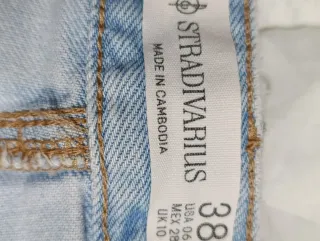 STRADIVARIUS
MADE IN CAMBODIA
38
USA 06
MEX 28
UK 10